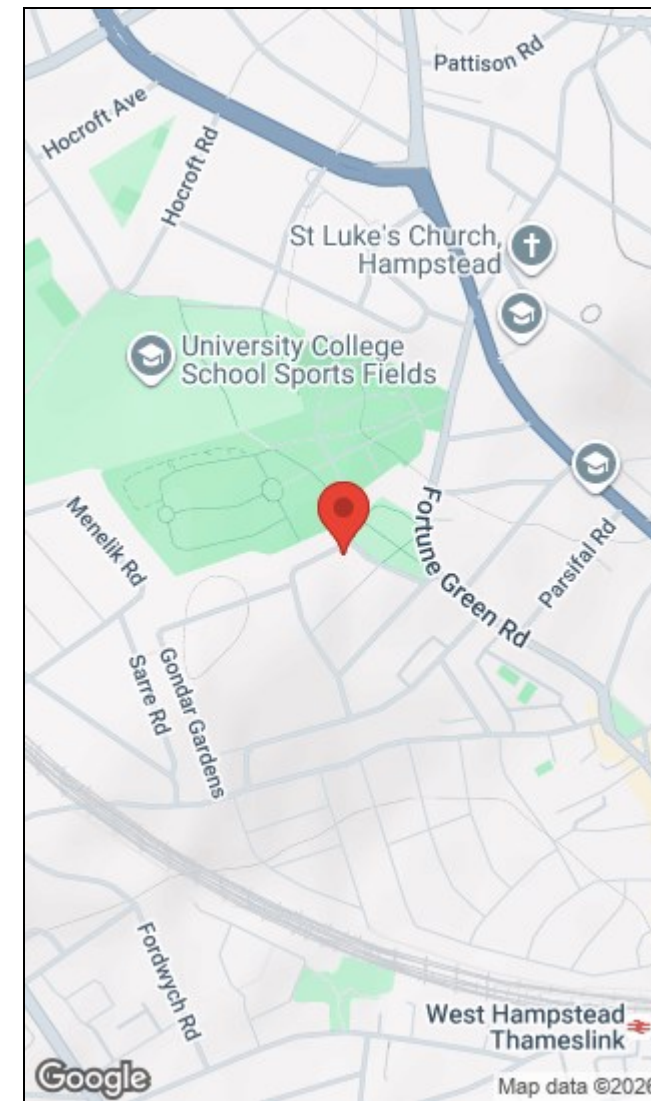 Pattison Rd
Hocroft Ave
Hocroft Rd
St Luke's Church,
Hampstead
University College
School Sports Fields
Menelik Rd
Fortune Green Rd
Parsifal Rd
Sarre Rd
Gondar Gardens
Fordwych Rd
West Hampstead
Thameslink
Google
Map data ©2026